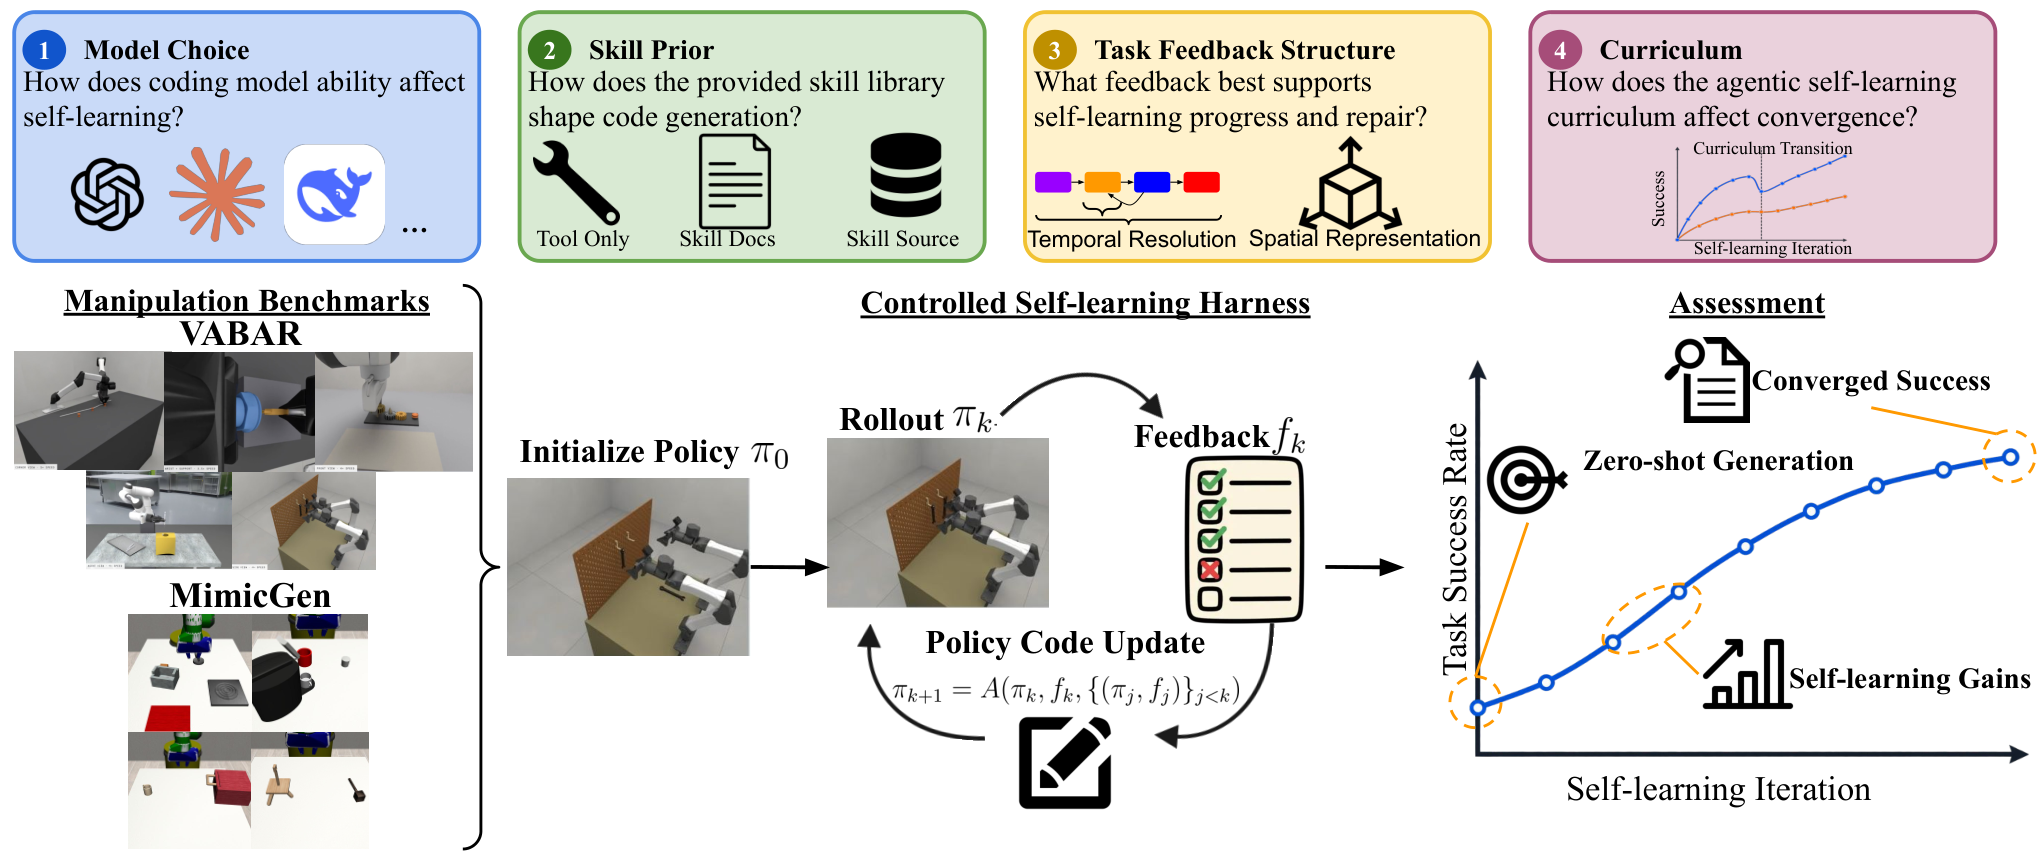 1 Model Choice
How does coding model ability affect
self-learning?
...
2 Skill Prior
How does the provided skill library
shape code generation?
Tool Only
Skill Docs
Skill Source
3 Task Feedback Structure
What feedback best supports
self-learning progress and repair?
Temporal Resolution
Spatial Representation
4 Curriculum
How does the agentic self-learning
curriculum affect convergence?
Curriculum Transition
Success
Self-learning Iteration
Manipulation Benchmarks
VABAR
MimicGen
Controlled Self-learning Harness
Initialize Policy π₀
Rollout πₖ.
Feedback fₖ
Policy Code Update
πₖ₊₁ = A(πₖ, fₖ, {(πⱼ, fⱼ)}ⱼ<ₖ)
Assessment
Converged Success
Zero-shot Generation
Task Success Rate
Self-learning Gains
Self-learning Iteration